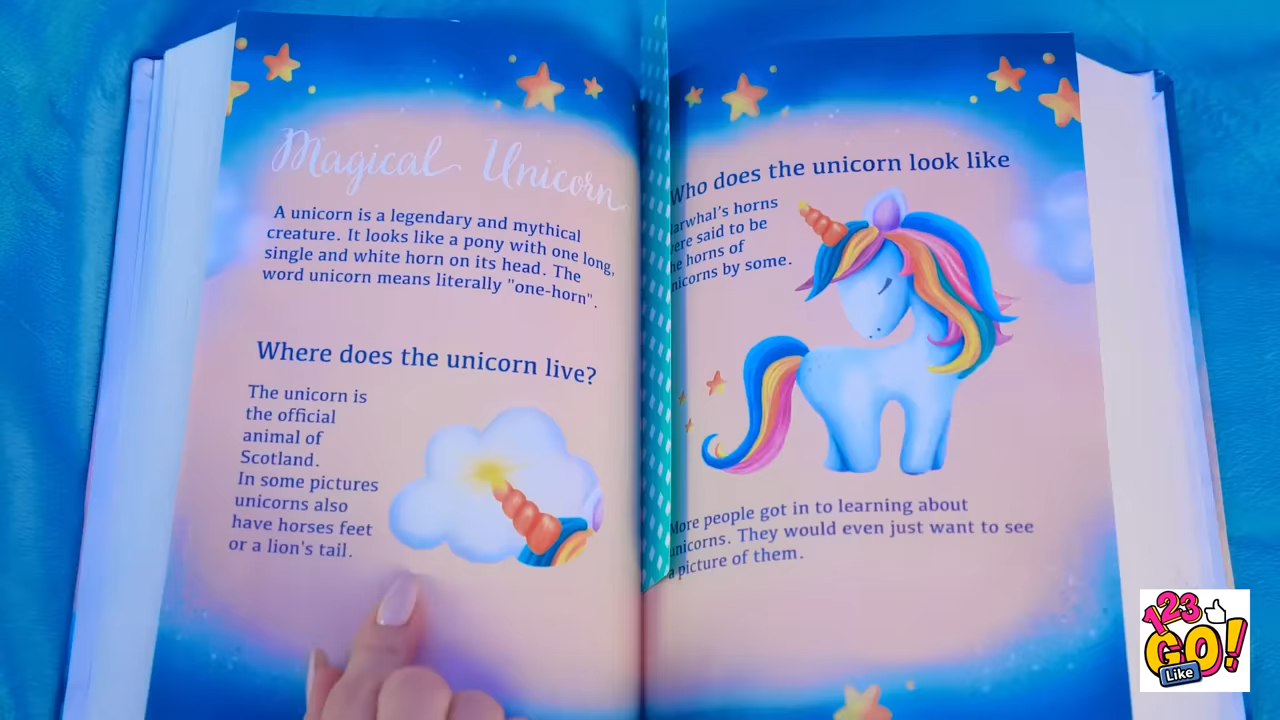 Magical Unicorn
A unicorn is a legendary and mythical
creature. It looks like a pony with one long,
single and white horn on its head. The
word unicorn means literally "one-horn".
Where does the unicorn live?
The unicorn is
the official
animal of
Scotland.
In some pictures
unicorns also
have horses feet
or a lion's tail.
Who does the unicorn look like
arwhal's horns
ere said to be
he horns of
nicorns by some.
More people got in to learning about
unicorns. They would even just want to see
a picture of them.
123
GO!
Like